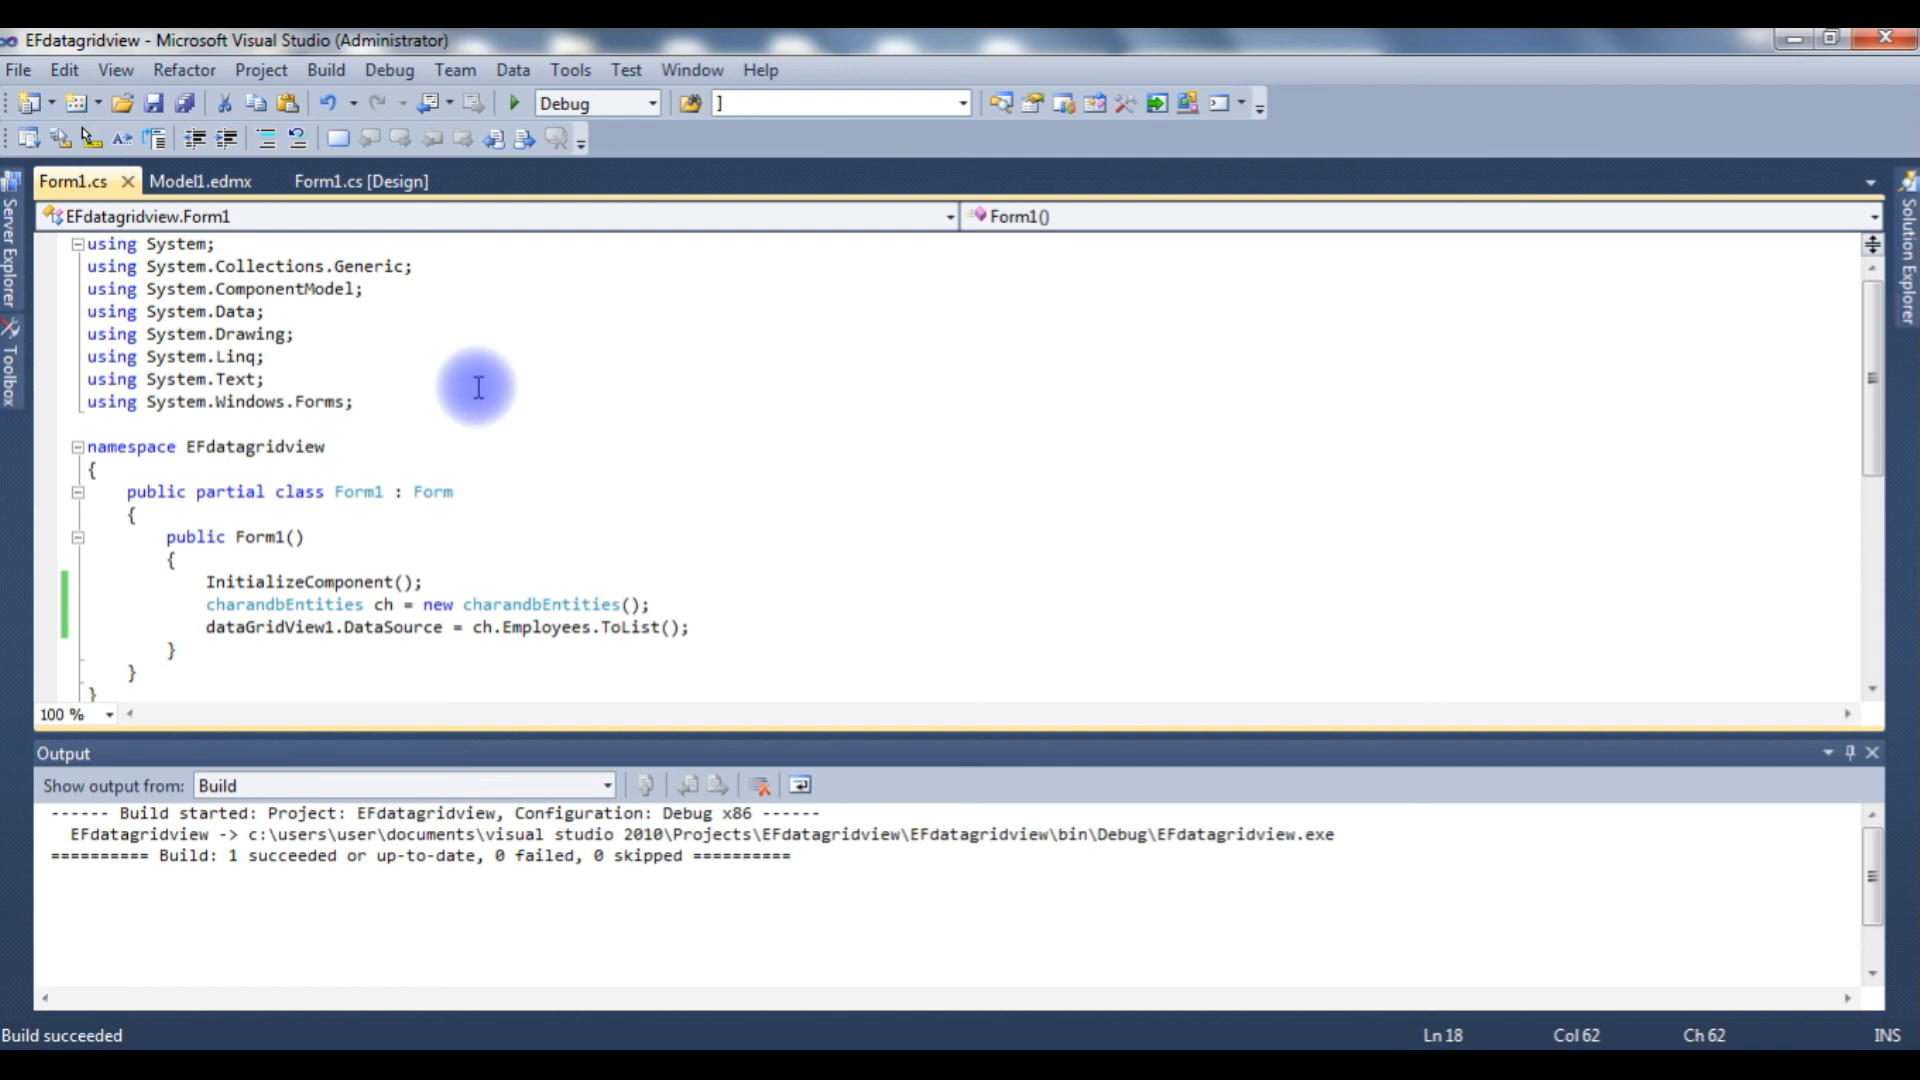 EFdatagridview - Microsoft Visual Studio (Administrator)
File Edit View Refactor Project Build Debug Team Data Tools Test Window Help
Debug ]
Form1.cs Model1.edmx Form1.cs [Design]
EFdatagridview.Form1 Form1()
Server Explorer
Toolbox
Solution Explorer
using System;
using System.Collections.Generic;
using System.ComponentModel;
using System.Data;
using System.Drawing;
using System.Linq;
using System.Text;
using System.Windows.Forms;
namespace EFdatagridview
{
public partial class Form1 : Form
{
public Form1()
{
InitializeComponent();
charandbEntities ch = new charandbEntities();
dataGridView1.DataSource = ch.Employees.ToList();
}
}
}
100 %
Output
Show output from: Build
------ Build started: Project: EFdatagridview, Configuration: Debug x86 ------
EFdatagridview -> c:\users\user\documents\visual studio 2010\Projects\EFdatagridview\EFdatagridview\bin\Debug\EFdatagridview.exe
========== Build: 1 succeeded or up-to-date, 0 failed, 0 skipped ==========
Build succeeded Ln 18 Col 62 Ch 62 INS